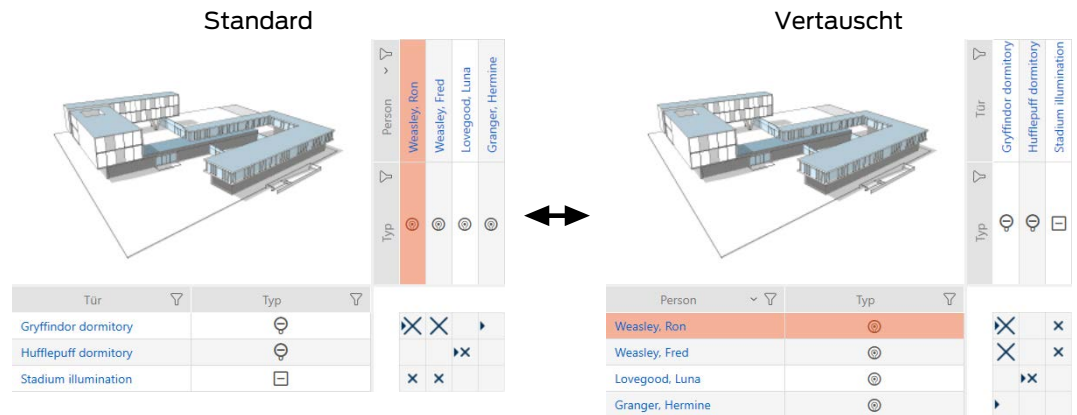 Standard
Person
Weasley, Ron
Weasley, Fred
Lovegood, Luna
Granger, Hermine
Typ
Tür
Typ
Gryffindor dormitory
Hufflepuff dormitory
Stadium illumination
Vertauscht
Tür
Gryffindor dormitory
Hufflepuff dormitory
Stadium illumination
Typ
Person
Typ
Weasley, Ron
Weasley, Fred
Lovegood, Luna
Granger, Hermine